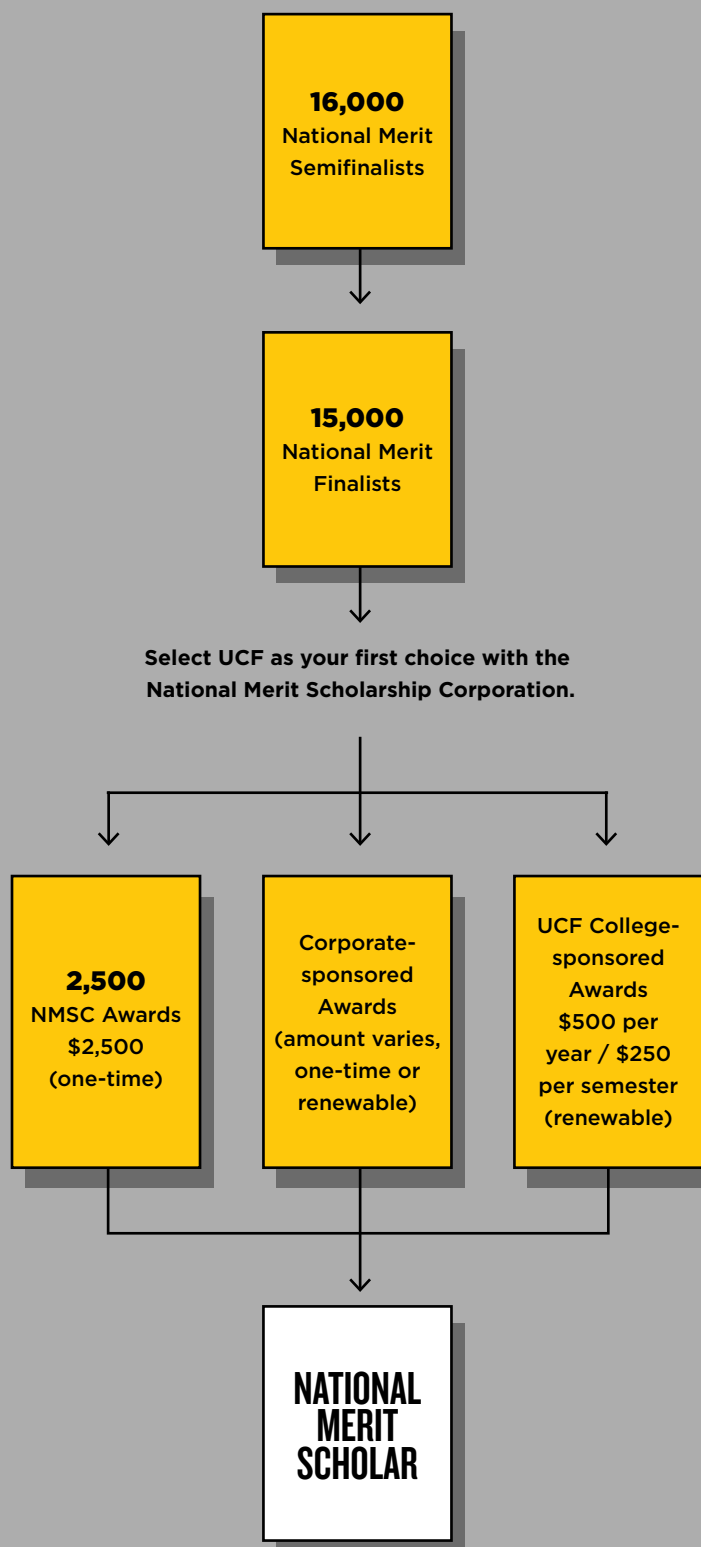 16,000
National Merit
Semifinalists
15,000
National Merit
Finalists
Select UCF as your first choice with the
National Merit Scholarship Corporation.
2,500
NMSC Awards
$2,500
(one-time)
Corporate-
sponsored
Awards
(amount varies,
one-time or
renewable)
UCF College-
sponsored
Awards
$500 per
year / $250
per semester
(renewable)
NATIONAL
MERIT
SCHOLAR